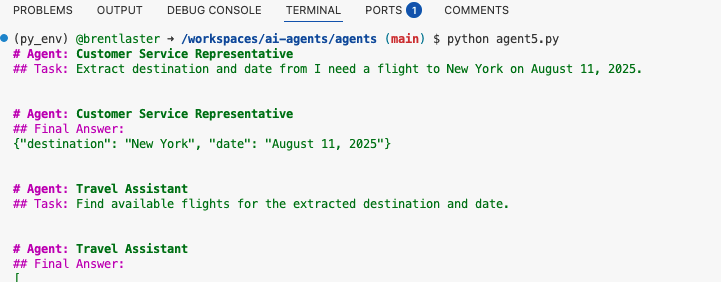 PROBLEMS OUTPUT DEBUG CONSOLE TERMINAL PORTS 1 COMMENTS
(py_env) @brentlaster ➜ /workspaces/ai-agents/agents (main) $ python agent5.py
# Agent: Customer Service Representative
## Task: Extract destination and date from I need a flight to New York on August 11, 2025.
# Agent: Customer Service Representative
## Final Answer:
{"destination": "New York", "date": "August 11, 2025"}
# Agent: Travel Assistant
## Task: Find available flights for the extracted destination and date.
# Agent: Travel Assistant
## Final Answer:
[